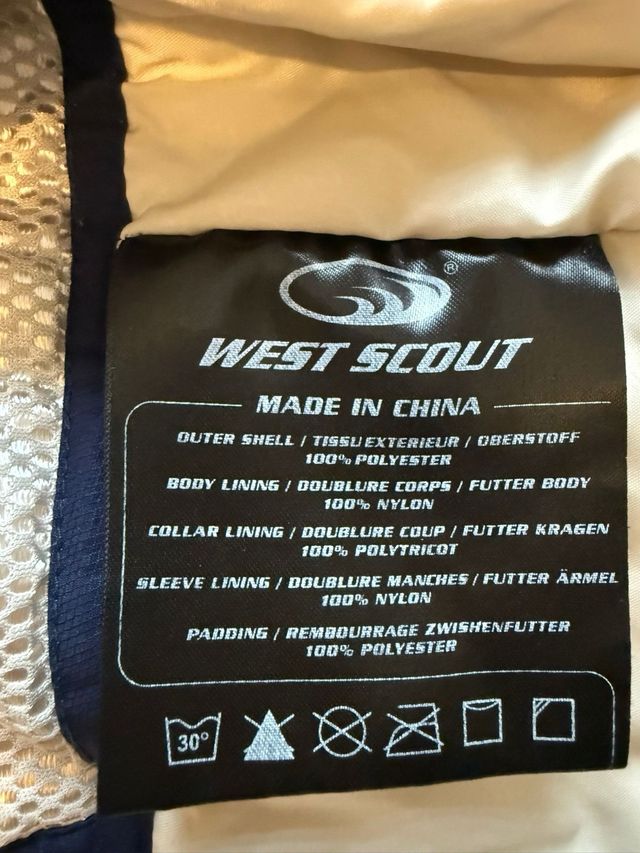 ®
WEST SCOUT
MADE IN CHINA
OUTER SHELL / TISSU EXTERIEUR / OBERSTOFF
100% POLYESTER
BODY LINING / DOUBLURE CORPS / FUTTER BODY
100% NYLON
COLLAR LINING / DOUBLURE COUP / FUTTER KRAGEN
100% POLYTRICOT
SLEEVE LINING / DOUBLURE MANCHES / FUTTER ÄRMEL
100% NYLON
PADDING / REMBOURRAGE ZWISHENFUTTER
100% POLYESTER
30°